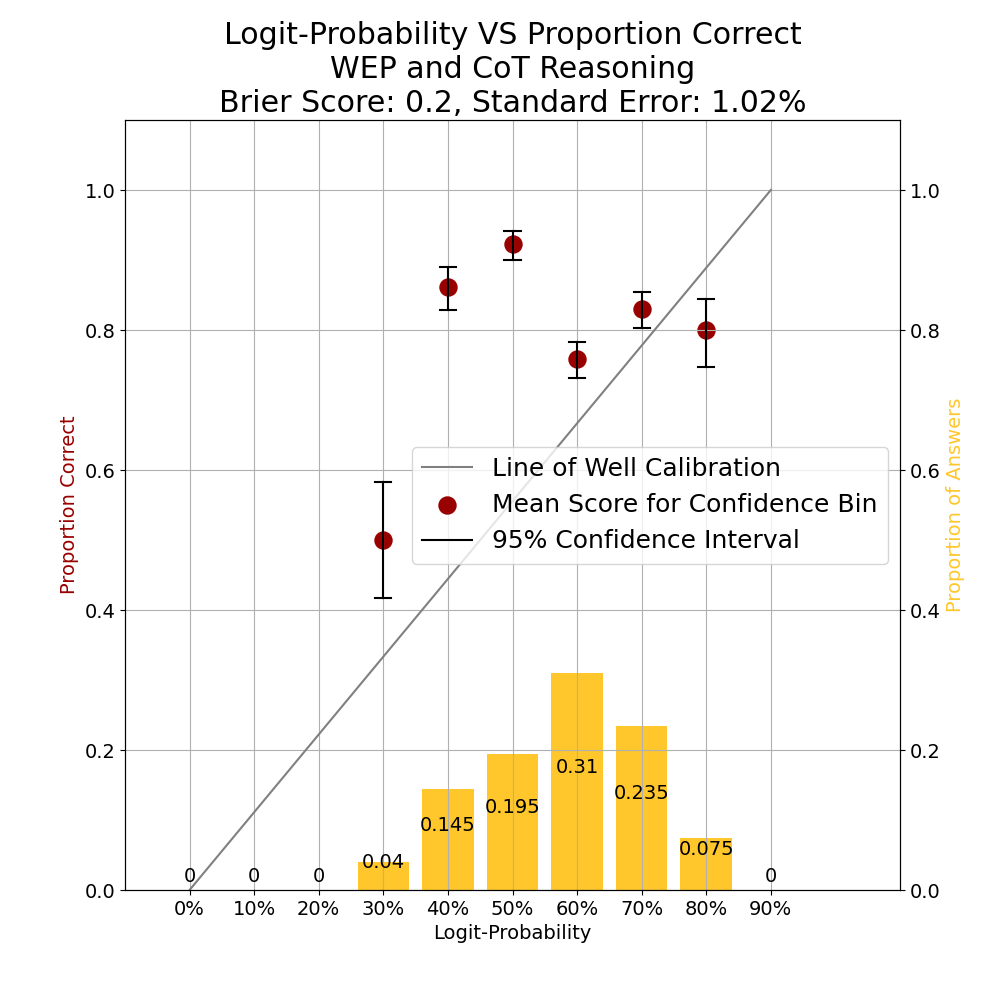 Logit-Probability VS Proportion Correct
WEP and CoT Reasoning
Brier Score: 0.2, Standard Error: 1.02%
1.0
1.0
0.8
0.8
0.6
0.6
0.4
0.4
0.2
0.2
0.0
0.0
Proportion Correct
Proportion of Answers
Line of Well Calibration
Mean Score for Confidence Bin
95% Confidence Interval
0
0
0
0.04
0.145
0.195
0.31
0.235
0.075
0
0% 10% 20% 30% 40% 50% 60% 70% 80% 90%
Logit-Probability